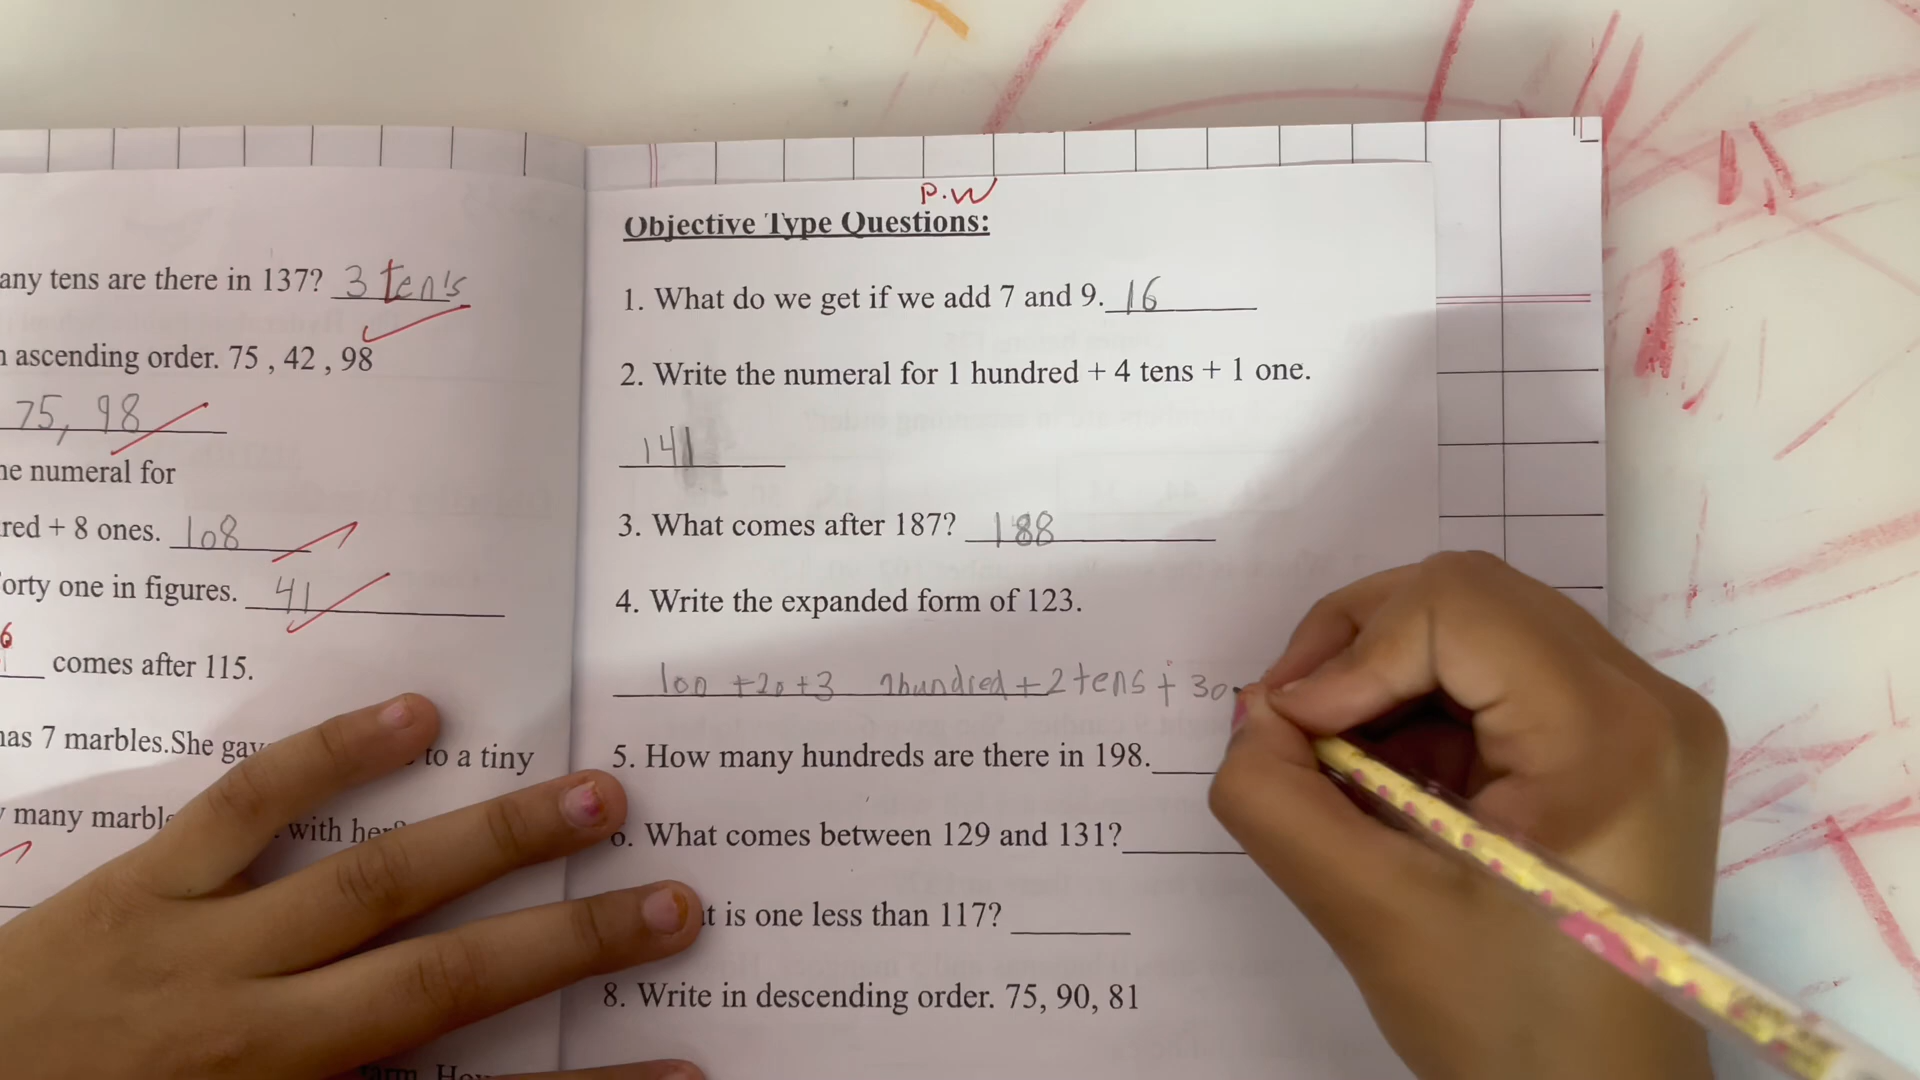 any tens are there in 137? 3 ten's
ascending order. 75 , 42 , 98
75, 98
numeral for
red + 8 ones. 108
orty one in figures. 41
6
comes after 115.
has 7 marbles.She gav to a tiny
many marbl with her?
P.W
Objective Type Questions:
1. What do we get if we add 7 and 9. 16
2. Write the numeral for 1 hundred + 4 tens + 1 one.
141
3. What comes after 187? 188
4. Write the expanded form of 123.
100 +20+3 1hundred+2tens+ 3o
5. How many hundreds are there in 198.
6. What comes between 129 and 131?
is one less than 117?
8. Write in descending order. 75, 90, 81